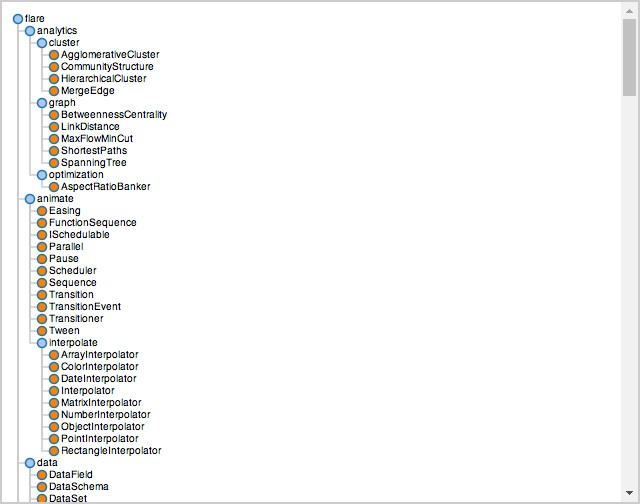 flare
analytics
cluster
AgglomerativeCluster
CommunityStructure
HierarchicalCluster
MergeEdge
graph
BetweennessCentrality
LinkDistance
MaxFlowMinCut
ShortestPaths
SpanningTree
optimization
AspectRatioBanker
animate
Easing
FunctionSequence
ISchedulable
Parallel
Pause
Scheduler
Sequence
Transition
TransitionEvent
Transitioner
Tween
interpolate
ArrayInterpolator
ColorInterpolator
DateInterpolator
Interpolator
MatrixInterpolator
NumberInterpolator
ObjectInterpolator
PointInterpolator
RectangleInterpolator
data
DataField
DataSchema
DataSet